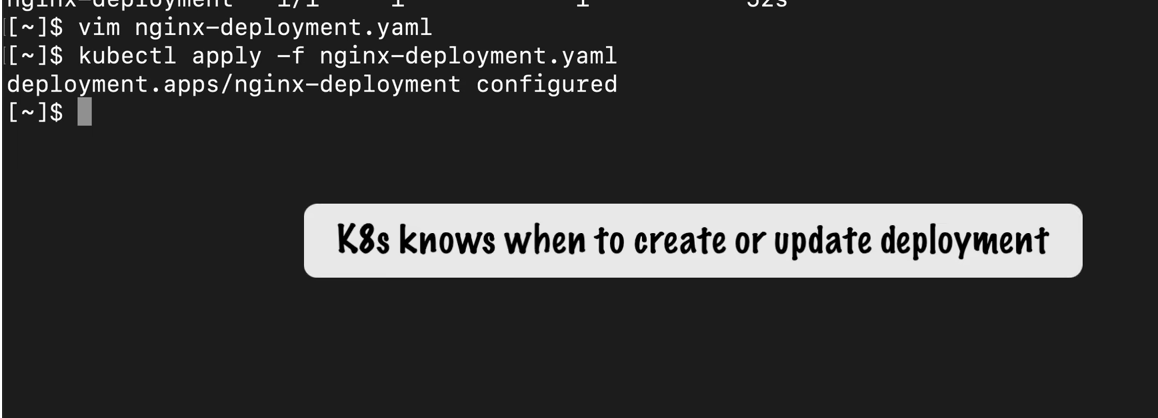 nginx-deployment   1/1     1            1           52s
[~]$ vim nginx-deployment.yaml
[~]$ kubectl apply -f nginx-deployment.yaml
deployment.apps/nginx-deployment configured
[~]$
K8s knows when to create or update deployment